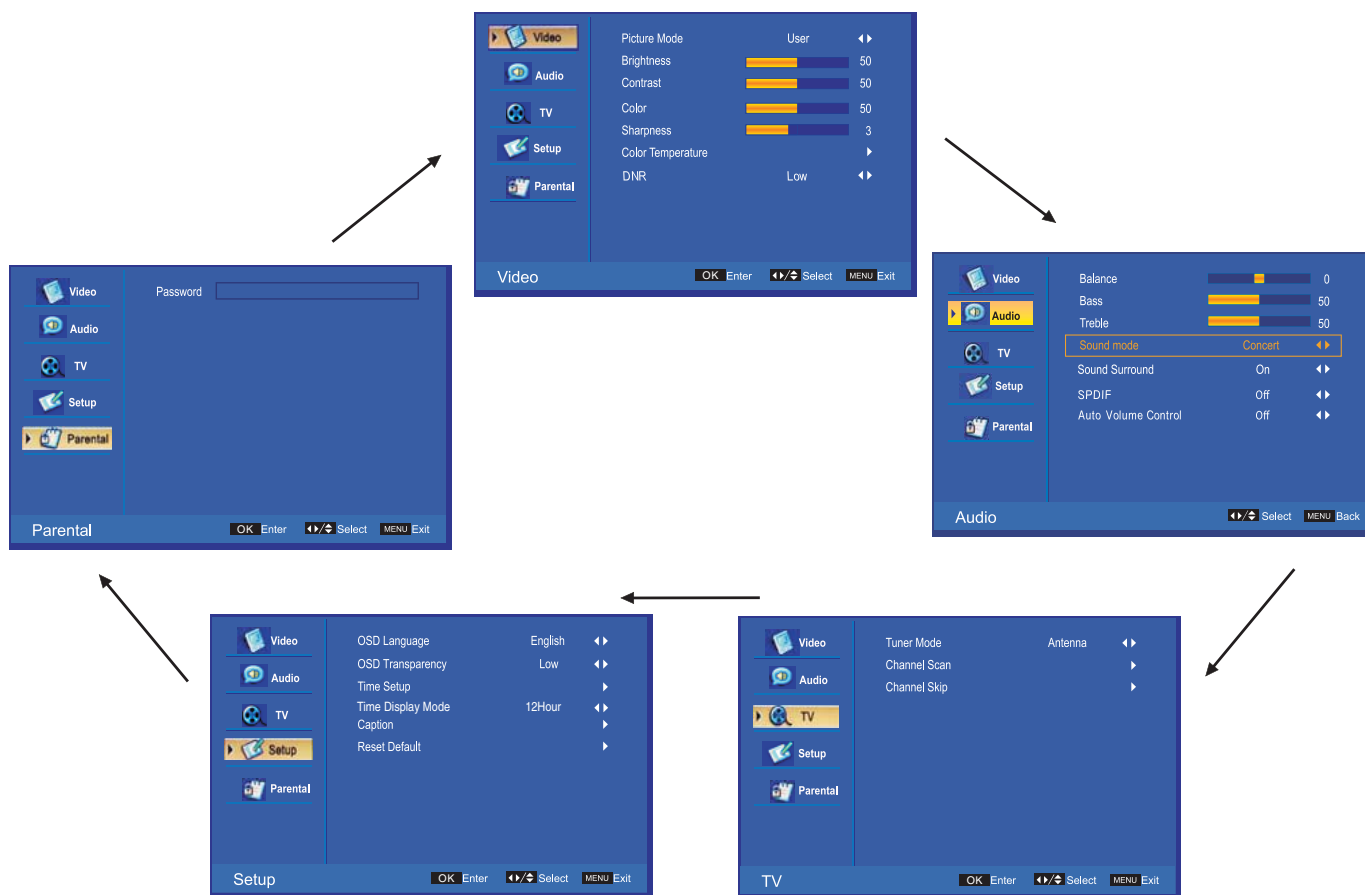 Video
Audio
TV
Setup
Parental
Picture Mode User
Brightness 50
Contrast 50
Color 50
Sharpness 3
Color Temperature
DNR Low
Video OK Enter / Select MENU Exit
Video
Audio
TV
Setup
Parental
Balance 0
Bass 50
Treble 50
Sound mode Concert
Sound Surround On
SPDIF Off
Auto Volume Control Off
Audio / Select MENU Back
Video
Audio
TV
Setup
Parental
Tuner Mode Antenna
Channel Scan
Channel Skip
TV OK Enter / Select MENU Exit
Video
Audio
TV
Setup
Parental
OSD Language English
OSD Transparency Low
Time Setup
Time Display Mode 12Hour
Caption
Reset Default
Setup OK Enter / Select MENU Exit
Video
Audio
TV
Setup
Parental
Password
Parental OK Enter / Select MENU Exit